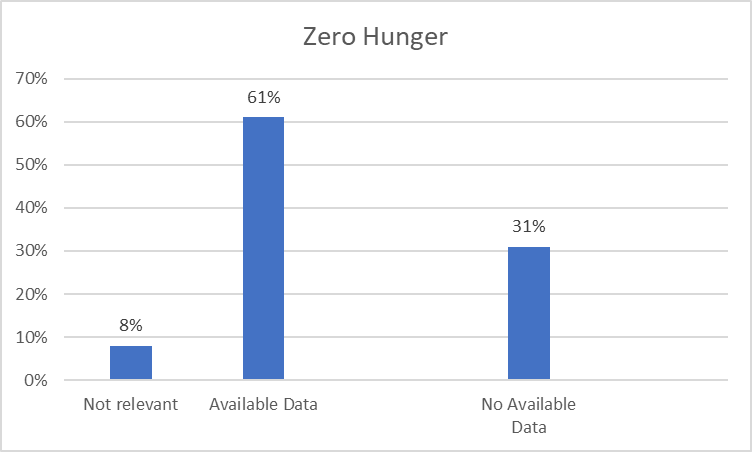 Zero Hunger
70%
60%
50%
40%
30%
20%
10%
0%
61%
31%
8%
Not relevant
Available Data
No Available
Data